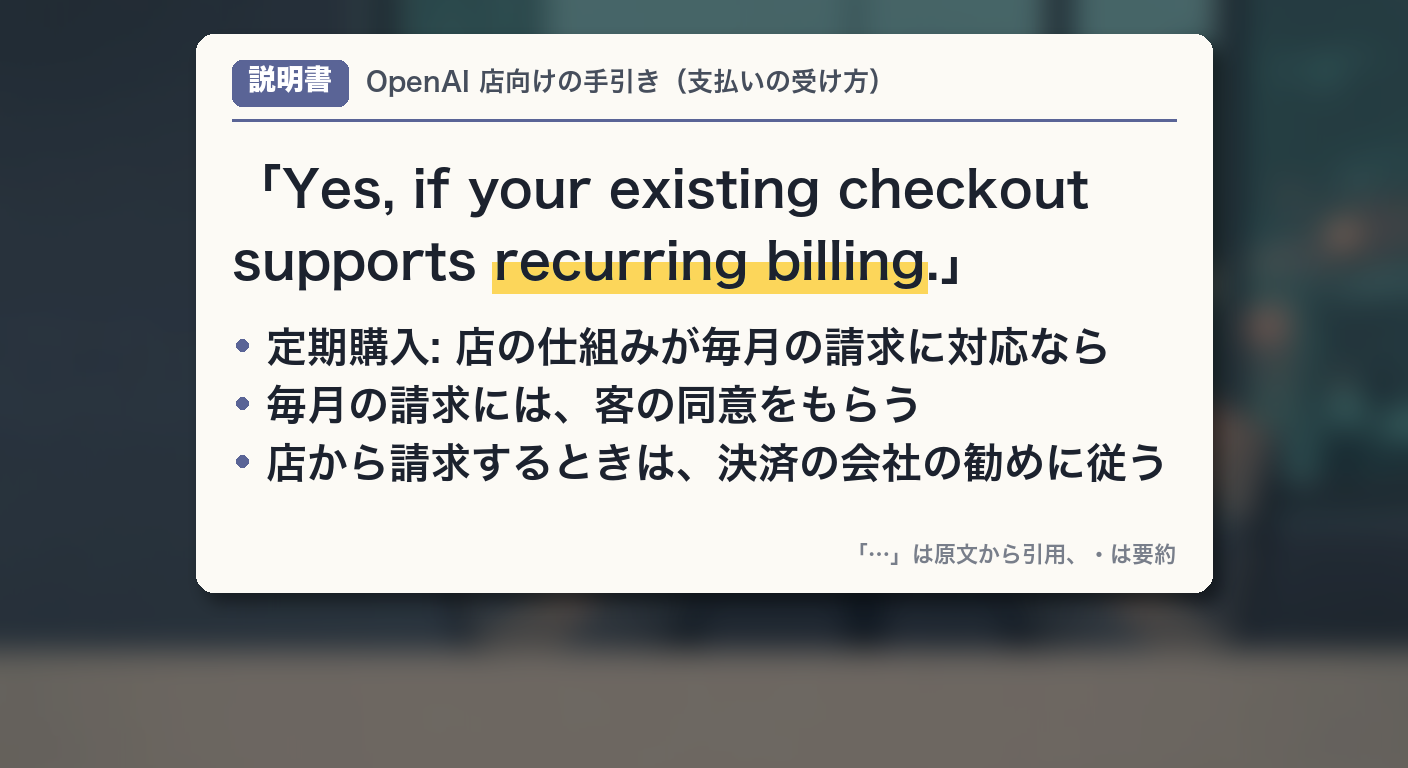 説明書 OpenAI 店向けの手引き（支払いの受け方）
「Yes, if your existing checkout
supports recurring billing.」
• 定期購入: 店の仕組みが毎月の請求に対応なら
• 毎月の請求には、客の同意をもらう
• 店から請求するときは、決済の会社の勧めに従う
「…」は原文から引用、・は要約